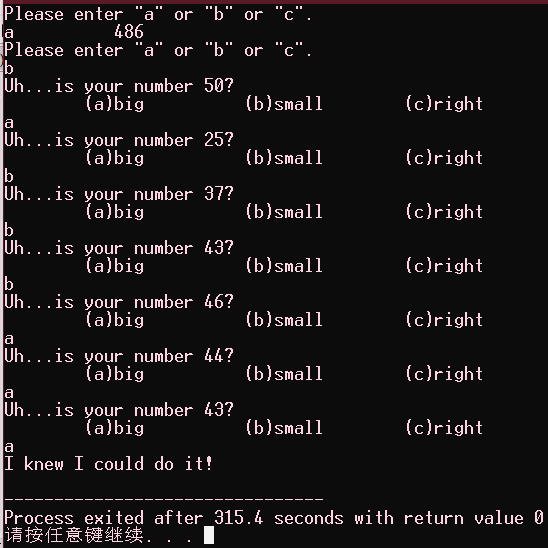 Please enter "a" or "b" or "c".
a          486
Please enter "a" or "b" or "c".
b
Uh...is your number 50?
        (a)big          (b)small        (c)right
a
Uh...is your number 25?
        (a)big          (b)small        (c)right
b
Uh...is your number 37?
        (a)big          (b)small        (c)right
b
Uh...is your number 43?
        (a)big          (b)small        (c)right
b
Uh...is your number 46?
        (a)big          (b)small        (c)right
a
Uh...is your number 44?
        (a)big          (b)small        (c)right
a
Uh...is your number 43?
        (a)big          (b)small        (c)right
a
I knew I could do it!
--------------------------------
Process exited after 315.4 seconds with return value 0
请按任意键继续. . .